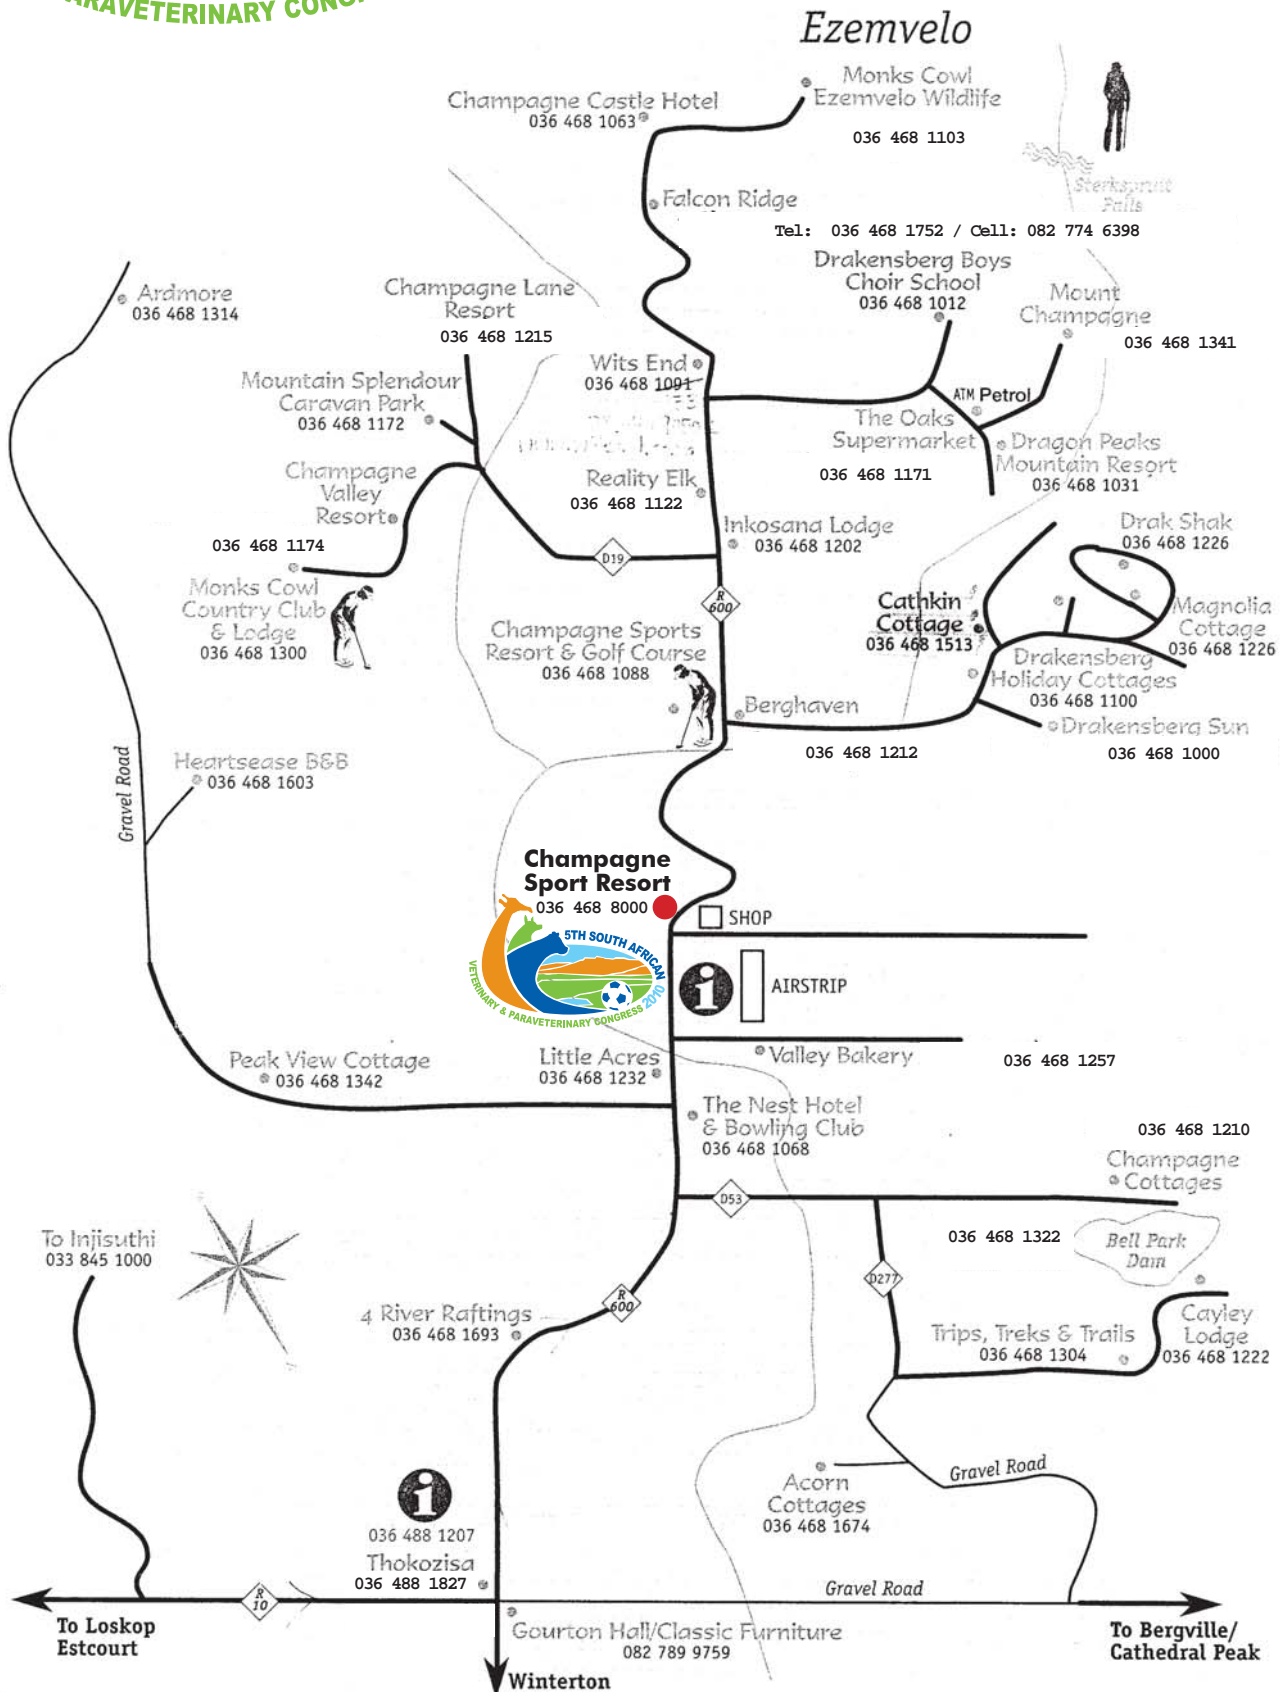 PARAVETERINARY
Ezemvelo
Monks Cowl
Ezemvelo Wildlife
036 468 1103
Champagne Castle Hotel
036 468 1063
Sterkspruit
Falls
Falcon Ridge
Tel: 036 468 1752 / Cell: 082 774 6398
Drakensberg Boys
Choir School
036 468 1012
Mount
Champagne
036 468 1341
Ardmore
036 468 1314
Champagne Lane
Resort
036 468 1215
Wits End
036 468 1091
Mountain Splendour
Caravan Park
036 468 1172
ATM Petrol
The Oaks
Supermarket
036 468 1171
Dragon Peaks
Mountain Resort
036 468 1031
Champagne
Valley
Resort
036 468 1174
Reality Elk
036 468 1122
Inkosana Lodge
036 468 1202
Drak Shak
036 468 1226
D19
R
600
Monks Cowl
Country Club
& Lodge
036 468 1300
Cathkin
Cottage
036 468 1513
Magnolia
Cottage
036 468 1226
Champagne Sports
Resort & Golf Course
036 468 1088
Drakensberg
Holiday Cottages
036 468 1100
Berghaven
036 468 1212
Drakensberg Sun
036 468 1000
Gravel Road
Heartsease B&B
036 468 1603
Champagne
Sport Resort
036 468 8000
5TH SOUTH AFRICAN
VETERINARY & PARAVETERINARY CONGRESS 2010
SHOP
i
AIRSTRIP
Valley Bakery
036 468 1257
Peak View Cottage
036 468 1342
Little Acres
036 468 1232
The Nest Hotel
& Bowling Club
036 468 1068
036 468 1210
Champagne
Cottages
D53
036 468 1322
Bell Park
Dam
To Injisuthi
033 845 1000
D277
R
600
4 River Raftings
036 468 1693
Trips, Treks & Trails
036 468 1304
Cayley
Lodge
036 468 1222
Gravel Road
Acorn
Cottages
036 468 1674
i
036 488 1207
Thokozisa
036 488 1827
R
10
Gravel Road
To Loskop
Estcourt
Gourton Hall/Classic Furniture
082 789 9759
To Bergville/
Cathedral Peak
Winterton